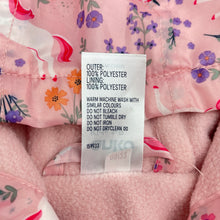 OUTER:
100% POLYESTER
LINING:
100% POLYESTER
WARM MACHINE WASH WITH
SIMILAR COLOURS
DO NOT BLEACH
DO NOT TUMBLE DRY
DO NOT IRON
DO NOT DRYCLEAN